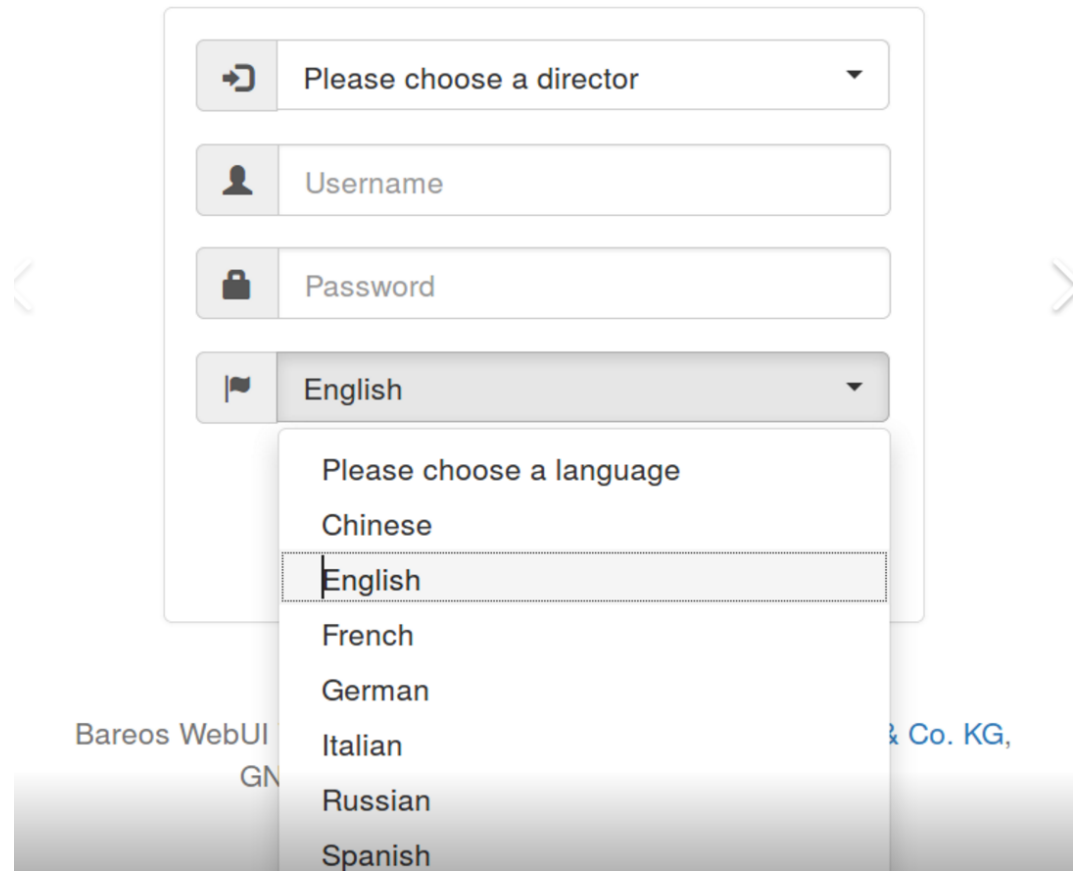 Please choose a director
Username
Password
English
Please choose a language
Chinese
English
French
German
Italian
Russian
Spanish
Bareos WebUI & Co. KG,
GN